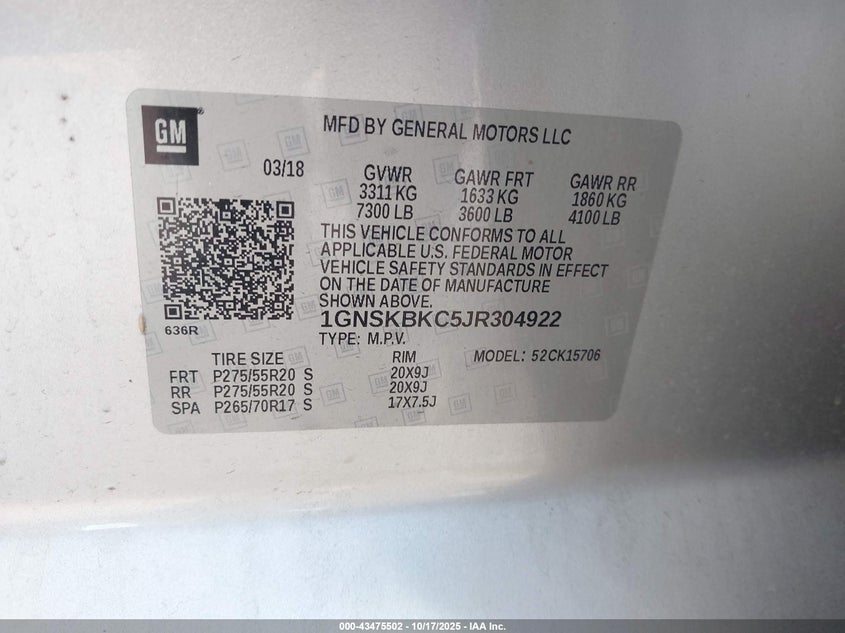 GM
MFD BY GENERAL MOTORS LLC
03/18
GVWR GAWR FRT GAWR RR
3311 KG 1633 KG 1860 KG
7300 LB 3600 LB 4100 LB
THIS VEHICLE CONFORMS TO ALL
APPLICABLE U.S. FEDERAL MOTOR
VEHICLE SAFETY STANDARDS IN EFFECT
ON THE DATE OF MANUFACTURE
SHOWN ABOVE.
636R
1GNSKBKC5JR304922
TYPE: M.P.V.
TIRE SIZE RIM MODEL: 52CK15706
FRT P275/55R20 S 20X9J
RR P275/55R20 S 20X9J
SPA P265/70R17 S 17X7.5J
000-43475502 - 10/17/2025 - IAA Inc.